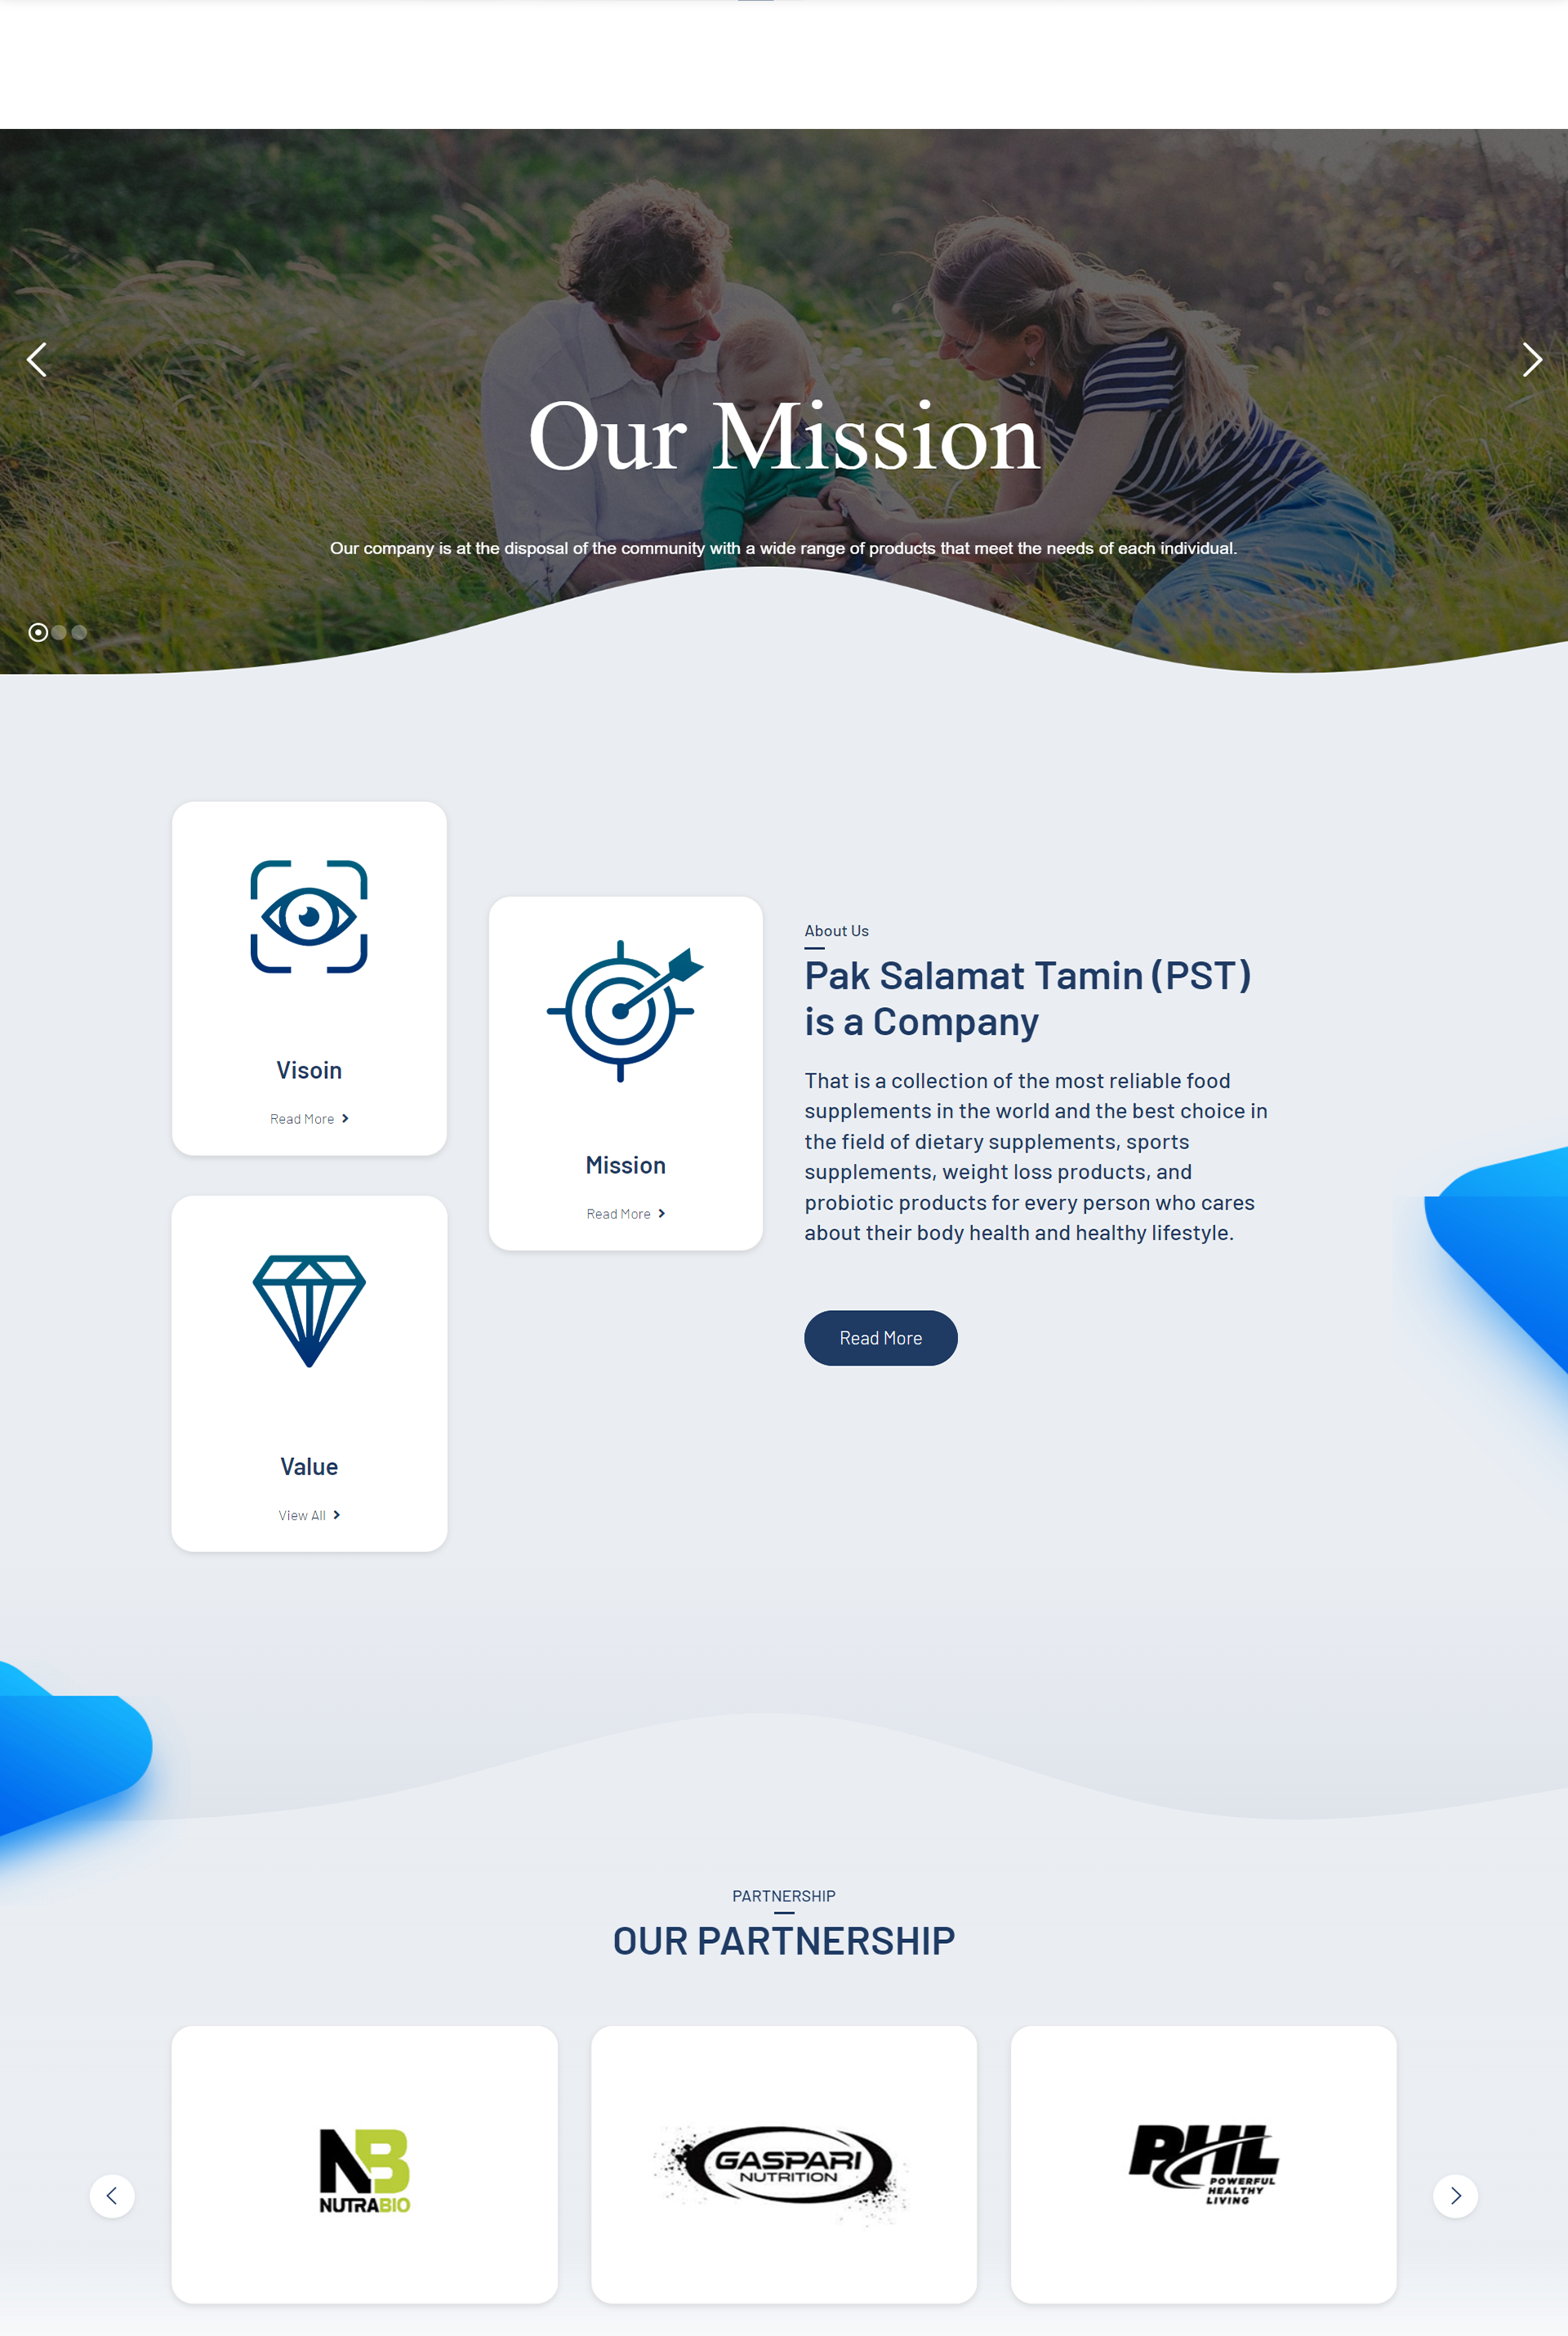 Our Mission
Our company is at the disposal of the community with a wide range of products that meet the needs of each individual.
Visoin
Read More
Mission
Read More
Value
View All
About Us
Pak Salamat Tamin (PST)
is a Company
That is a collection of the most reliable food
supplements in the world and the best choice in
the field of dietary supplements, sports
supplements, weight loss products, and
probiotic products for every person who cares
about their body health and healthy lifestyle.
Read More
PARTNERSHIP
OUR PARTNERSHIP
NB
NUTRABIO
GASPARI
NUTRITION
PHL
POWERFUL
HEALTHY
LIVING